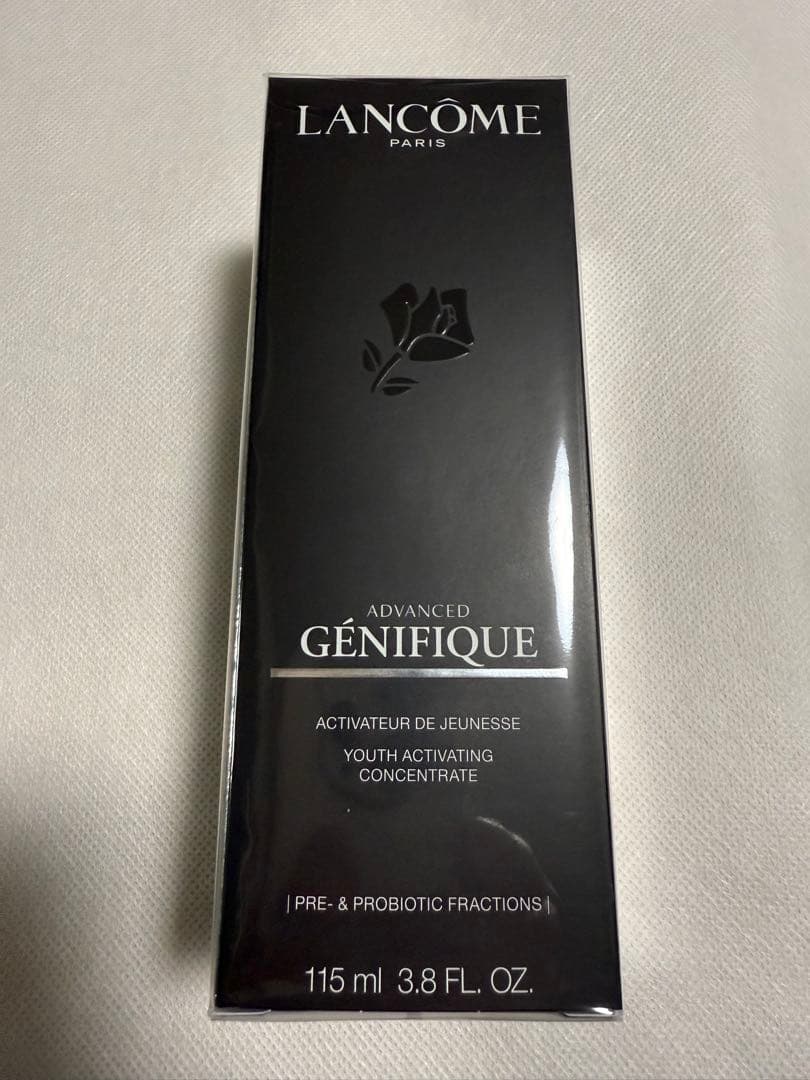 LANCÔME
PARIS
ADVANCED
GÉNIFIQUE
ACTIVATEUR DE JEUNESSE
YOUTH ACTIVATING
CONCENTRATE
| PRE- & PROBIOTIC FRACTIONS |
115 ml 3.8 FL. OZ.